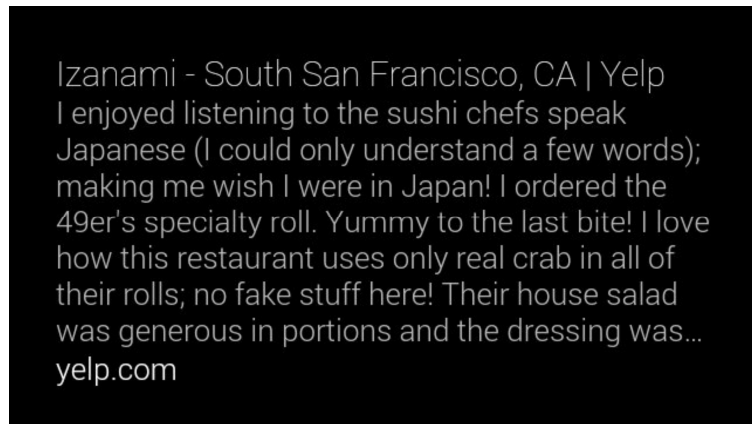 Izanami - South San Francisco, CA | Yelp
I enjoyed listening to the sushi chefs speak
Japanese (I could only understand a few words);
making me wish I were in Japan! I ordered the
49er's specialty roll. Yummy to the last bite! I love
how this restaurant uses only real crab in all of
their rolls; no fake stuff here! Their house salad
was generous in portions and the dressing was...
yelp.com